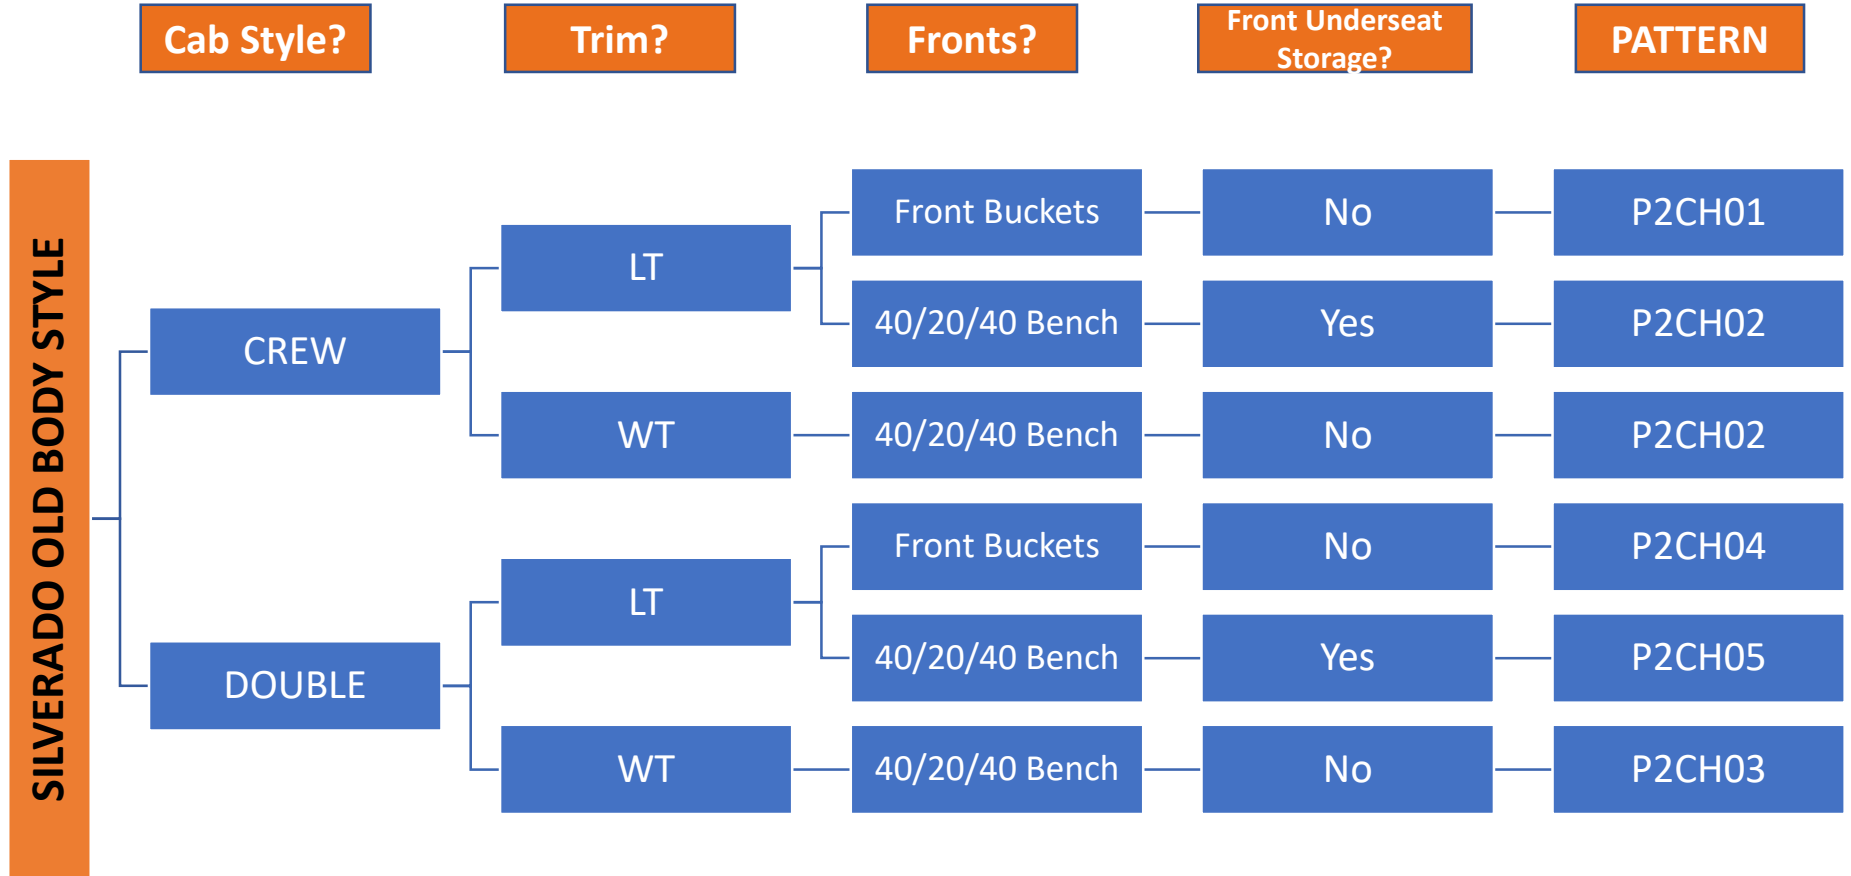 Cab Style?
Trim?
Fronts?
Front Underseat
Storage?
PATTERN
SILVERADO OLD BODY STYLE
CREW
LT
Front Buckets
No
P2CH01
40/20/40 Bench
Yes
P2CH02
WT
40/20/40 Bench
No
P2CH02
DOUBLE
LT
Front Buckets
No
P2CH04
40/20/40 Bench
Yes
P2CH05
WT
40/20/40 Bench
No
P2CH03